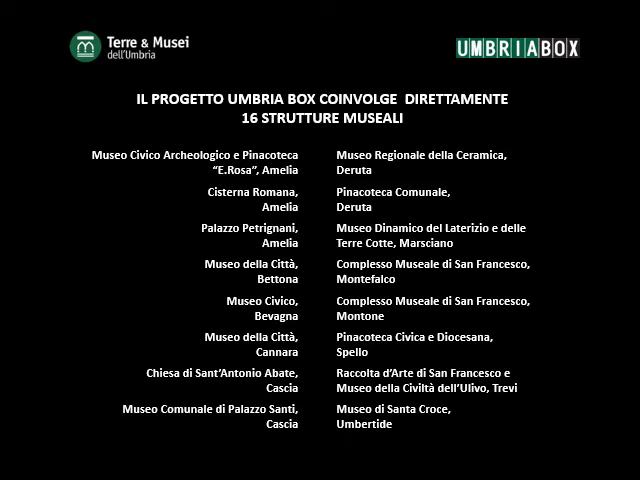 Terre & Musei
dell'Umbria
UMBRIABOX
IL PROGETTO UMBRIA BOX COINVOLGE DIRETTAMENTE
16 STRUTTURE MUSEALI
Museo Civico Archeologico e Pinacoteca
“E.Rosa”, Amelia
Cisterna Romana,
Amelia
Palazzo Petrignani,
Amelia
Museo della Città,
Bettona
Museo Civico,
Bevagna
Museo della Città,
Cannara
Chiesa di Sant’Antonio Abate,
Cascia
Museo Comunale di Palazzo Santi,
Cascia
Museo Regionale della Ceramica,
Deruta
Pinacoteca Comunale,
Deruta
Museo Dinamico del Laterizio e delle
Terre Cotte, Marsciano
Complesso Museale di San Francesco,
Montefalco
Complesso Museale di San Francesco,
Montone
Pinacoteca Civica e Diocesana,
Spello
Raccolta d’Arte di San Francesco e
Museo della Civiltà dell’Ulivo, Trevi
Museo di Santa Croce,
Umbertide